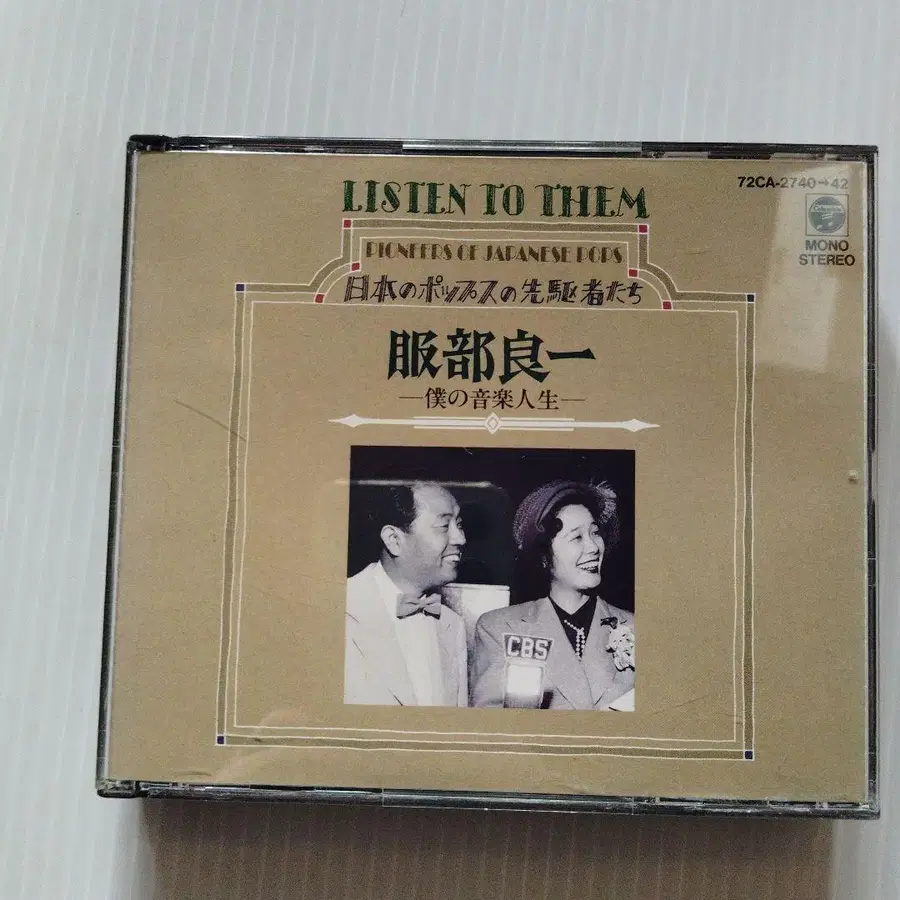 72CA-2740→42
LISTEN TO THEM
MONO
STEREO
PIONEERS OF JAPANESE POPS
日本のポップスの先駆者たち
服部良一
—僕の音楽人生—
CBS